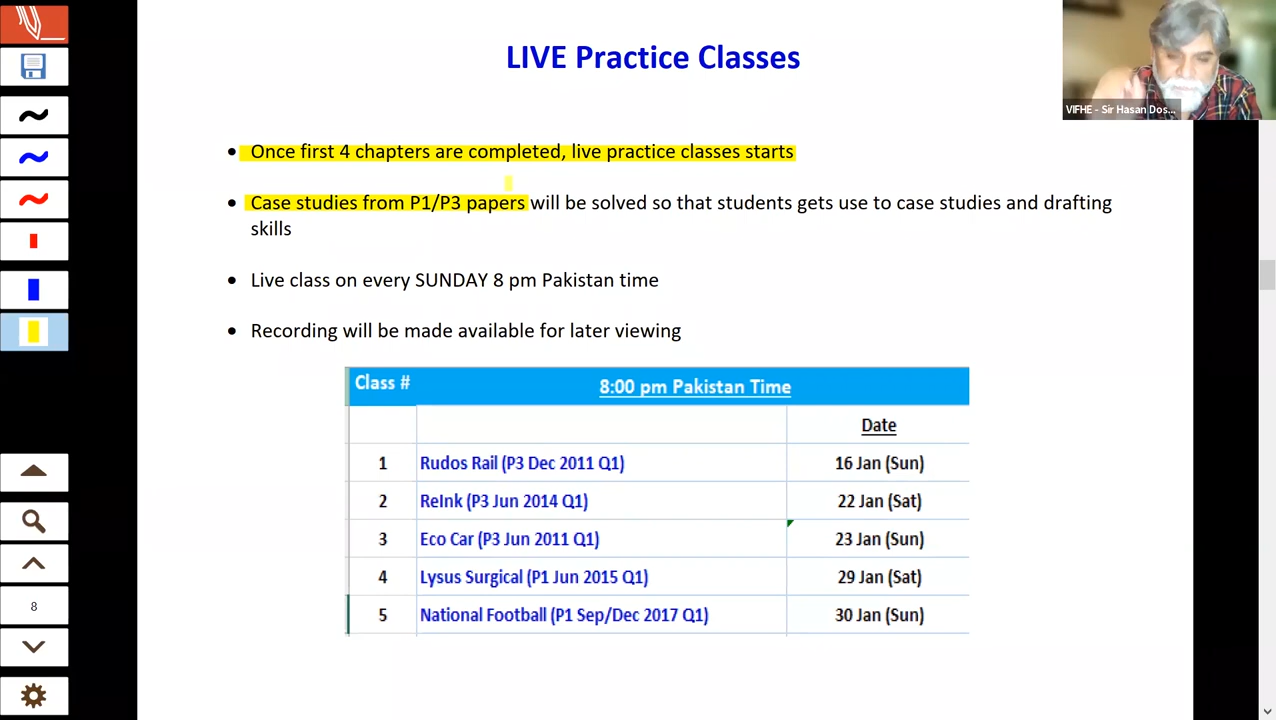 LIVE Practice Classes
VIFHE - Sir Hasan Dos...
• Once first 4 chapters are completed, live practice classes starts
• Case studies from P1/P3 papers will be solved so that students gets use to case studies and drafting
skills
• Live class on every SUNDAY 8 pm Pakistan time
• Recording will be made available for later viewing
Class # 8:00 pm Pakistan Time
Date
1 Rudos Rail (P3 Dec 2011 Q1) 16 Jan (Sun)
2 ReInk (P3 Jun 2014 Q1) 22 Jan (Sat)
3 Eco Car (P3 Jun 2011 Q1) 23 Jan (Sun)
4 Lysus Surgical (P1 Jun 2015 Q1) 29 Jan (Sat)
5 National Football (P1 Sep/Dec 2017 Q1) 30 Jan (Sun)
8